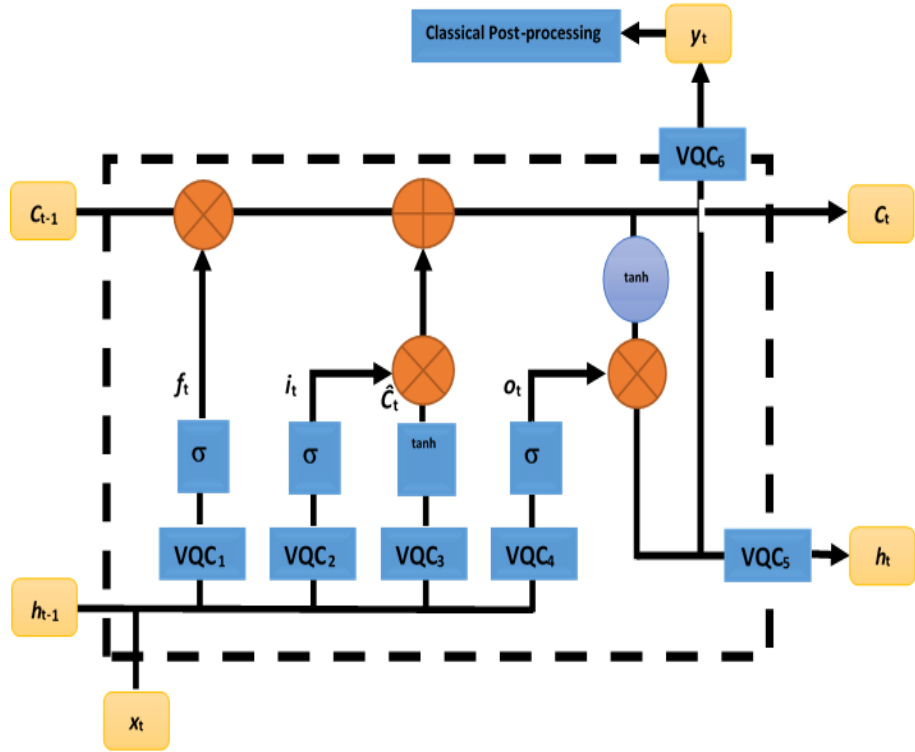 Classical Post-processing
yₜ
VQC₆
Cₜ₋₁
Cₜ
tanh
fₜ
iₜ
Ĉₜ
oₜ
σ
σ
tanh
σ
VQC₁
VQC₂
VQC₃
VQC₄
VQC₅
hₜ
hₜ₋₁
xₜ